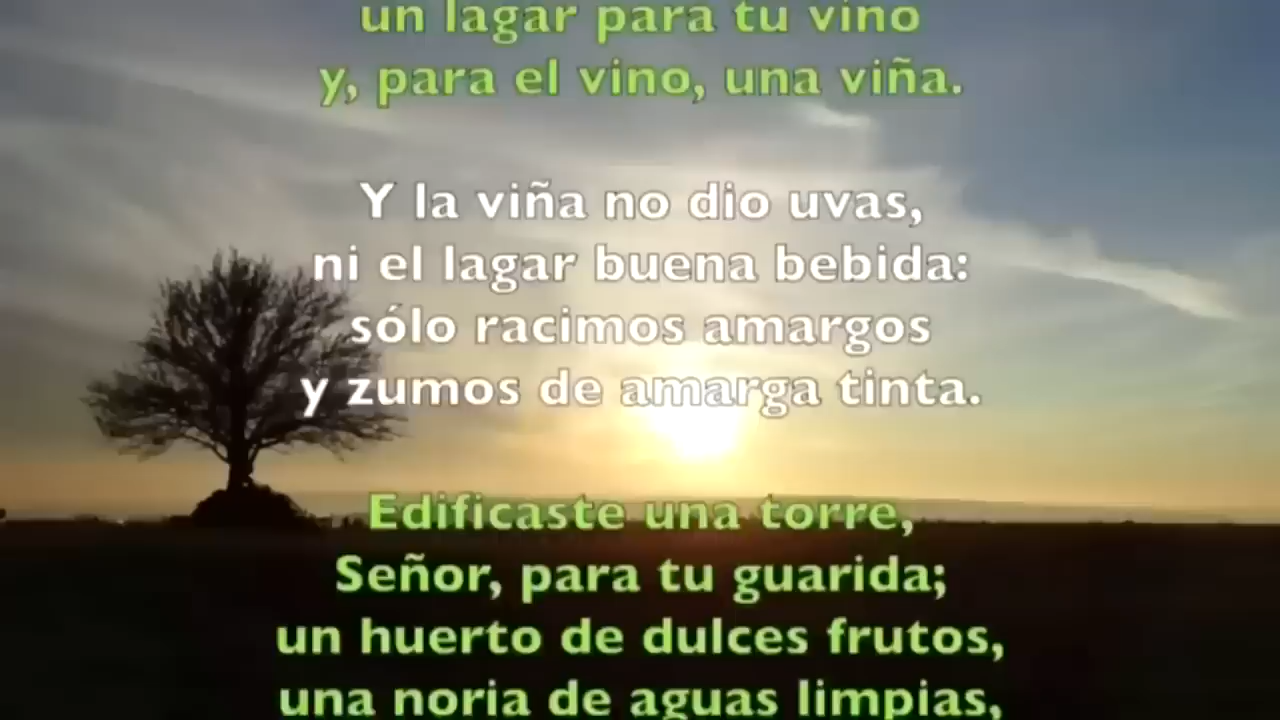 un lagar para tu vino
y, para el vino, una viña.
Y la viña no dio uvas,
ni el lagar buena bebida:
sólo racimos amargos
y zumos de amarga tinta.
Edificaste una torre,
Señor, para tu guarida;
un huerto de dulces frutos,
una noria de aguas limpias,